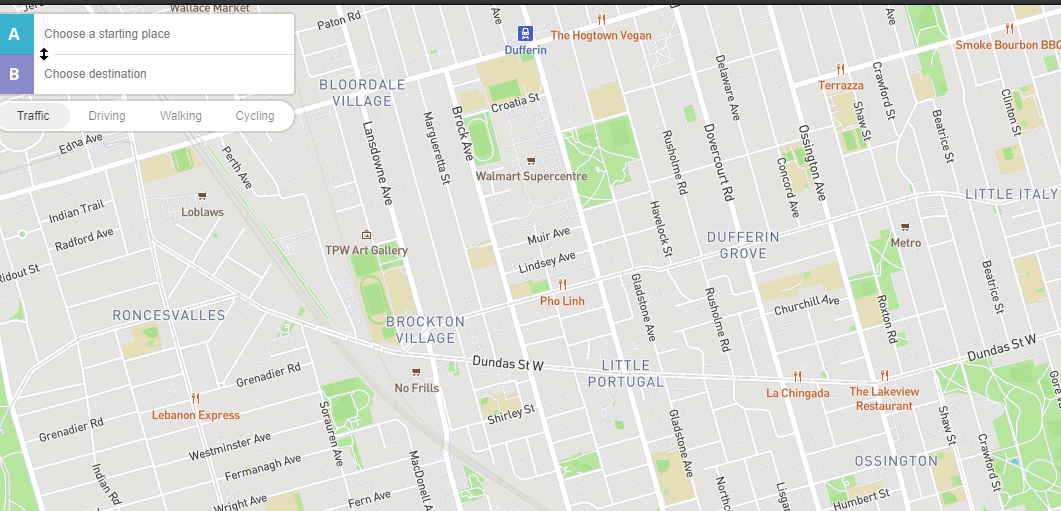 Jer
Wallace Market
Paton Rd
Ave
Dufferin
The Hogtown Vegan
Ave
Smoke Bourbon BBQ
A
Choose a starting place
B
Choose destination
Traffic
Driving
Walking
Cycling
BLOORDALE
VILLAGE
Croatia St
Delaware Ave
Terrazza
Crawford St
Clinton St
Shaw St
Beatrice St
Edna Ave
Perth Ave
Lansdowne Ave
Margueretta St
Brock Ave
Walmart Supercentre
Rusholme Rd
Dovercourt Rd
Concord Ave
Ossington Ave
LITTLE ITALY
Loblaws
Indian Trail
Radford Ave
Ridout St
TPW Art Gallery
Muir Ave
Lindsey Ave
Havelock St
DUFFERIN
GROVE
Metro
Beatrice St
Pho Linh
Gladstone Ave
Rusholme Rd
Churchill Ave
Roxton Rd
RONCESVALLES
BROCKTON
VILLAGE
Dundas St W
Dundas St W
LITTLE
PORTUGAL
Grenadier Rd
No Frills
La Chingada
The Lakeview
Restaurant
Gore V
Lebanon Express
Grenadier Rd
Sorauren Ave
Shirley St
Gladstone Ave
Shaw St
Crawford St
Westminster Ave
Fermanagh Ave
Indian Rd
MacDonell A
OSSINGTON
Wright Ave
Fern Ave
North
Lisga
Humbert St